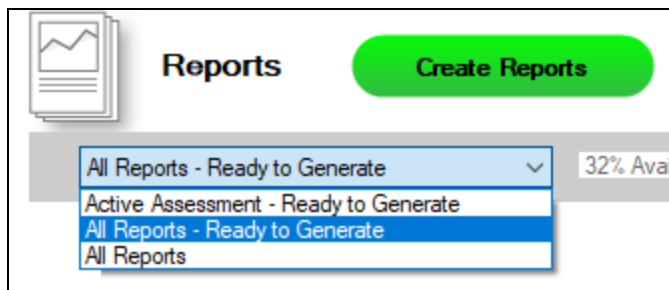 Reports
Create Reports
All Reports - Ready to Generate
32%
Active Assessment - Ready to Generate
All Reports - Ready to Generate
All Reports